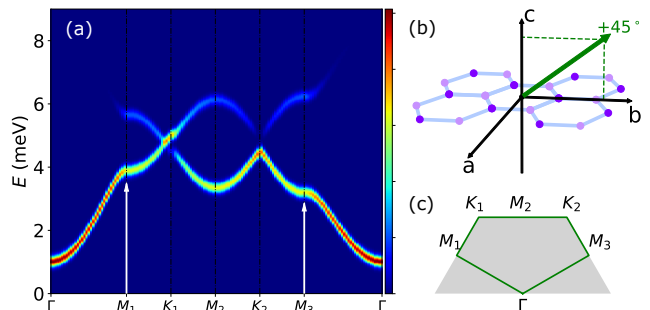 (a)
E (meV)
8
6
4
2
0
Γ M₁ K₁ M₂ K₂ M₃ Γ
(b)
c
+45°
b
a
(c)
K₁ M₂ K₂
M₁ M₃
Γ